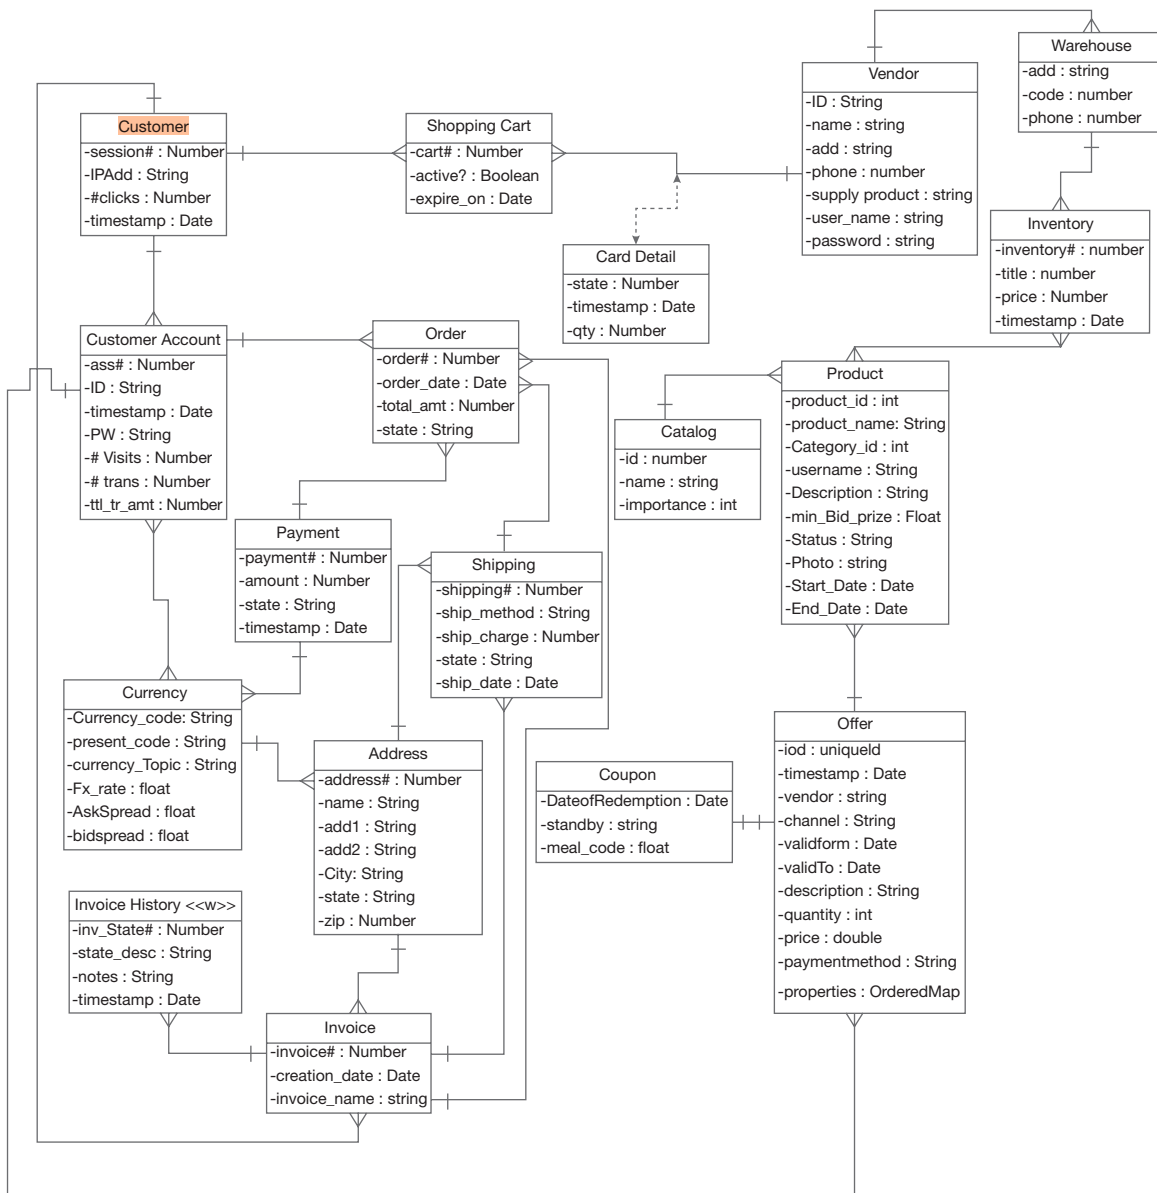 Customer
-session# : Number
-IPAdd : String
-#clicks : Number
-timestamp : Date
Shopping Cart
-cart# : Number
-active? : Boolean
-expire_on : Date
Vendor
-ID : String
-name : string
-add : string
-phone : number
-supply product : string
-user_name : string
-password : string
Warehouse
-add : string
-code : number
-phone : number
Card Detail
-state : Number
-timestamp : Date
-qty : Number
Inventory
-inventory# : number
-title : number
-price : Number
-timestamp : Date
Customer Account
-ass# : Number
-ID : String
-timestamp : Date
-PW : String
-# Visits : Number
-# trans : Number
-ttl_tr_amt : Number
Order
-order# : Number
-order_date : Date
-total_amt : Number
-state : String
Catalog
-id : number
-name : string
-importance : int
Product
-product_id : int
-product_name: String
-Category_id : int
-username : String
-Description : String
-min_Bid_prize : Float
-Status : String
-Photo : string
-Start_Date : Date
-End_Date : Date
Payment
-payment# : Number
-amount : Number
-state : String
-timestamp : Date
Shipping
-shipping# : Number
-ship_method : String
-ship_charge : Number
-state : String
-ship_date : Date
Currency
-Currency_code: String
-present_code : String
-currency_Topic : String
-Fx_rate : float
-AskSpread : float
-bidspread : float
Address
-address# : Number
-name : String
-add1 : String
-add2 : String
-City: String
-state : String
-zip : Number
Coupon
-DateofRedemption : Date
-standby : string
-meal_code : float
Offer
-iod : uniqueId
-timestamp : Date
-vendor : string
-channel : String
-validform : Date
-validTo : Date
-description : String
-quantity : int
-price : double
-paymentmethod : String
-properties : OrderedMap
Invoice History <<w>>
-inv_State# : Number
-state_desc : String
-notes : String
-timestamp : Date
Invoice
-invoice# : Number
-creation_date : Date
-invoice_name : string